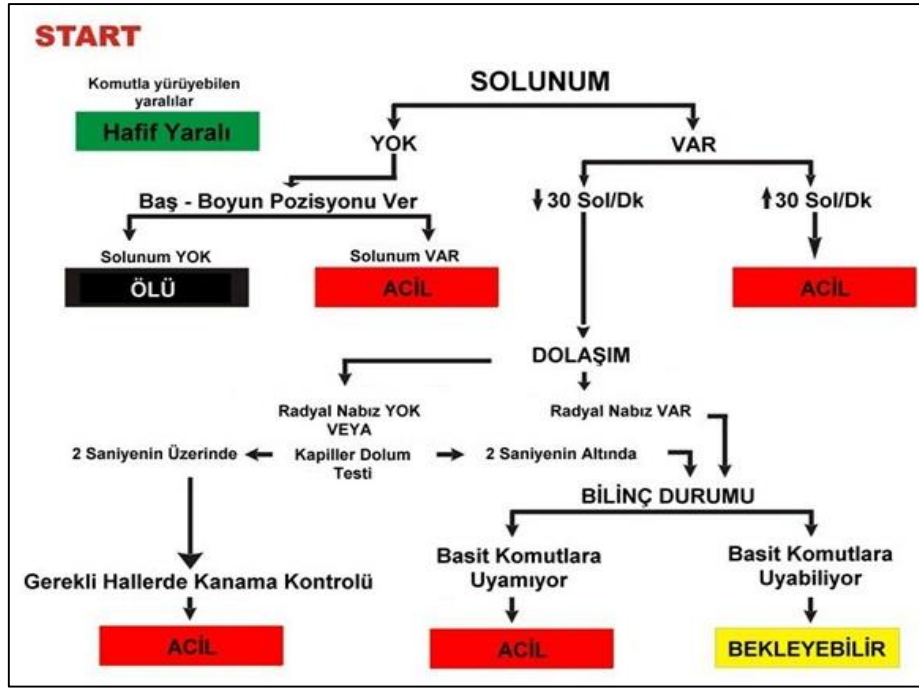 START
Komutla yürüyebilen
yaralılar
Hafif Yaralı
SOLUNUM
YOK
VAR
Baş - Boyun Pozisyonu Ver
30 Sol/Dk
30 Sol/Dk
Solunum YOK
Solunum VAR
ÖLÜ
ACİL
ACİL
DOLAŞIM
Radyal Nabız YOK
VEYA
Radyal Nabız VAR
2 Saniyenin Üzerinde
Kapiller Dolum
Testi
2 Saniyenin Altında
BİLİNÇ DURUMU
Gerekli Hallerde Kanama Kontrolü
Basit Komutlara
Uyamıyor
Basit Komutlara
Uyabiliyor
ACİL
ACİL
BEKLEYEBİLİR